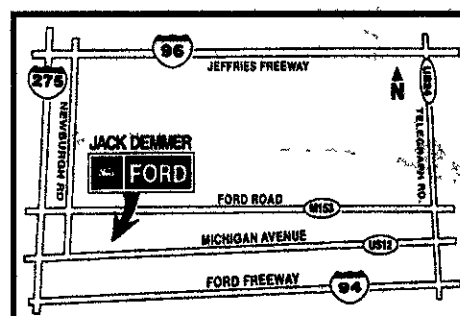 96
JEFFRIES FREEWAY
275
US24
N
NEWBURGH RD
TELEGRAPH RD.
JACK DEMMER
FORD
FORD ROAD
M153
MICHIGAN AVENUE
US12
FORD FREEWAY
94